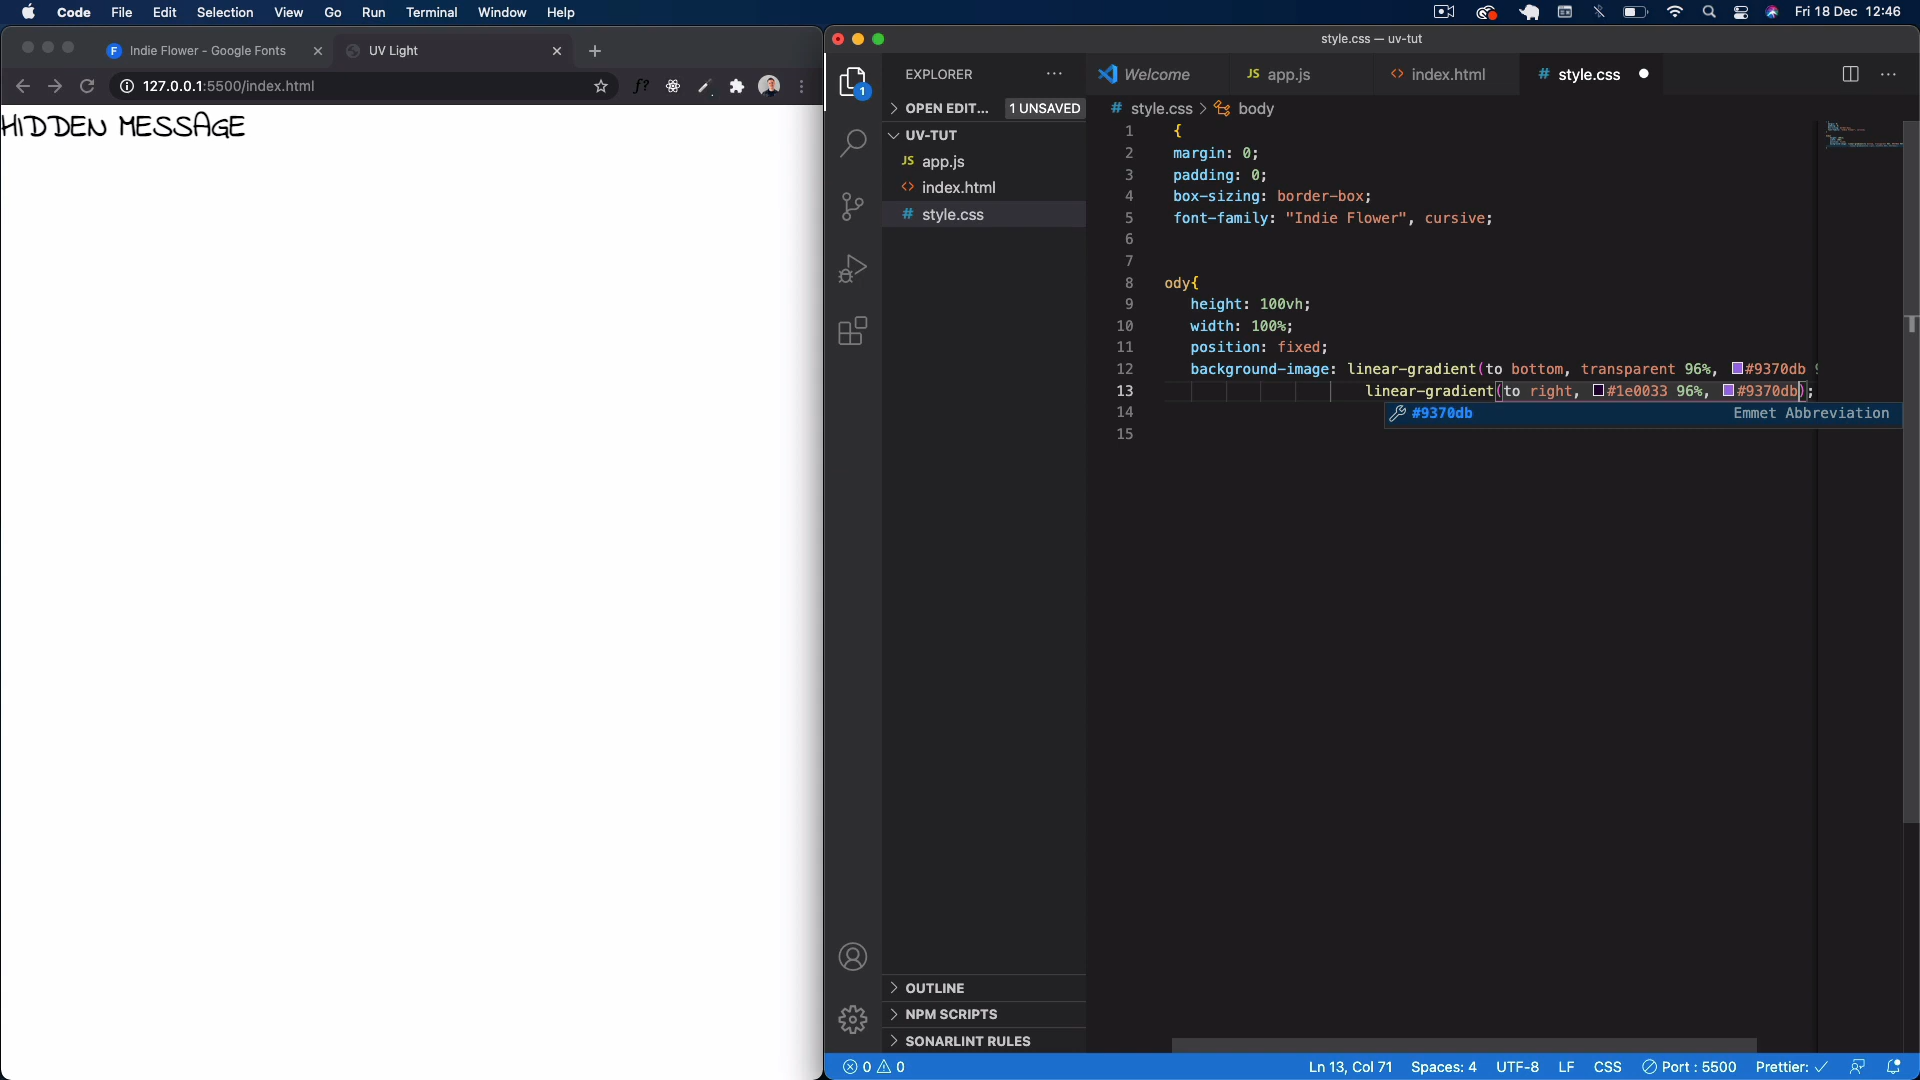 Code File Edit Selection View Go Run Terminal Window Help Fri 18 Dec 12:46
Indie Flower - Google Fonts UV Light
127.0.0.1:5500/index.html
HIDDEN MESSAGE
style.css — uv-tut
EXPLORER
Welcome JS app.js index.html # style.css
OPEN EDIT... 1 UNSAVED
# style.css > body
UV-TUT
JS app.js
index.html
# style.css
1 {
2 margin: 0;
3 padding: 0;
4 box-sizing: border-box;
5 font-family: "Indie Flower", cursive;
6
7
8 ody{
9 height: 100vh;
10 width: 100%;
11 position: fixed;
12 background-image: linear-gradient(to bottom, transparent 96%, #9370db
13 linear-gradient(to right, #1e0033 96%, #9370db);
#9370db Emmet Abbreviation
14
15
1
OUTLINE
NPM SCRIPTS
SONARLINT RULES
0 0 Ln 13, Col 71 Spaces: 4 UTF-8 LF CSS Port : 5500 Prettier: ✓